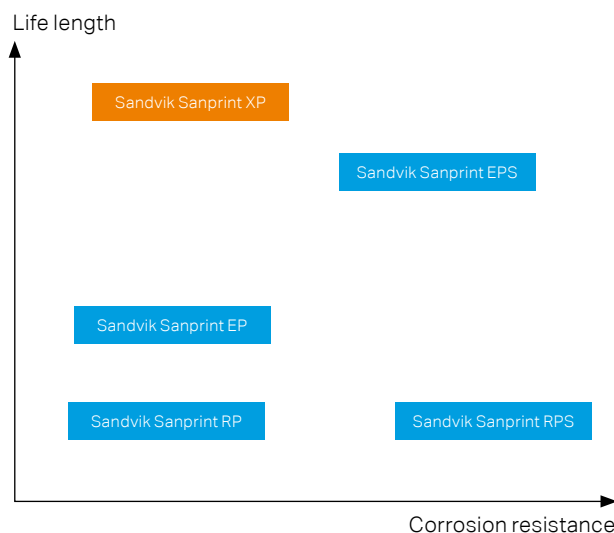 Life length
Sandvik Sanprint XP
Sandvik Sanprint EPS
Sandvik Sanprint EP
Sandvik Sanprint RP
Sandvik Sanprint RPS
Corrosion resistance